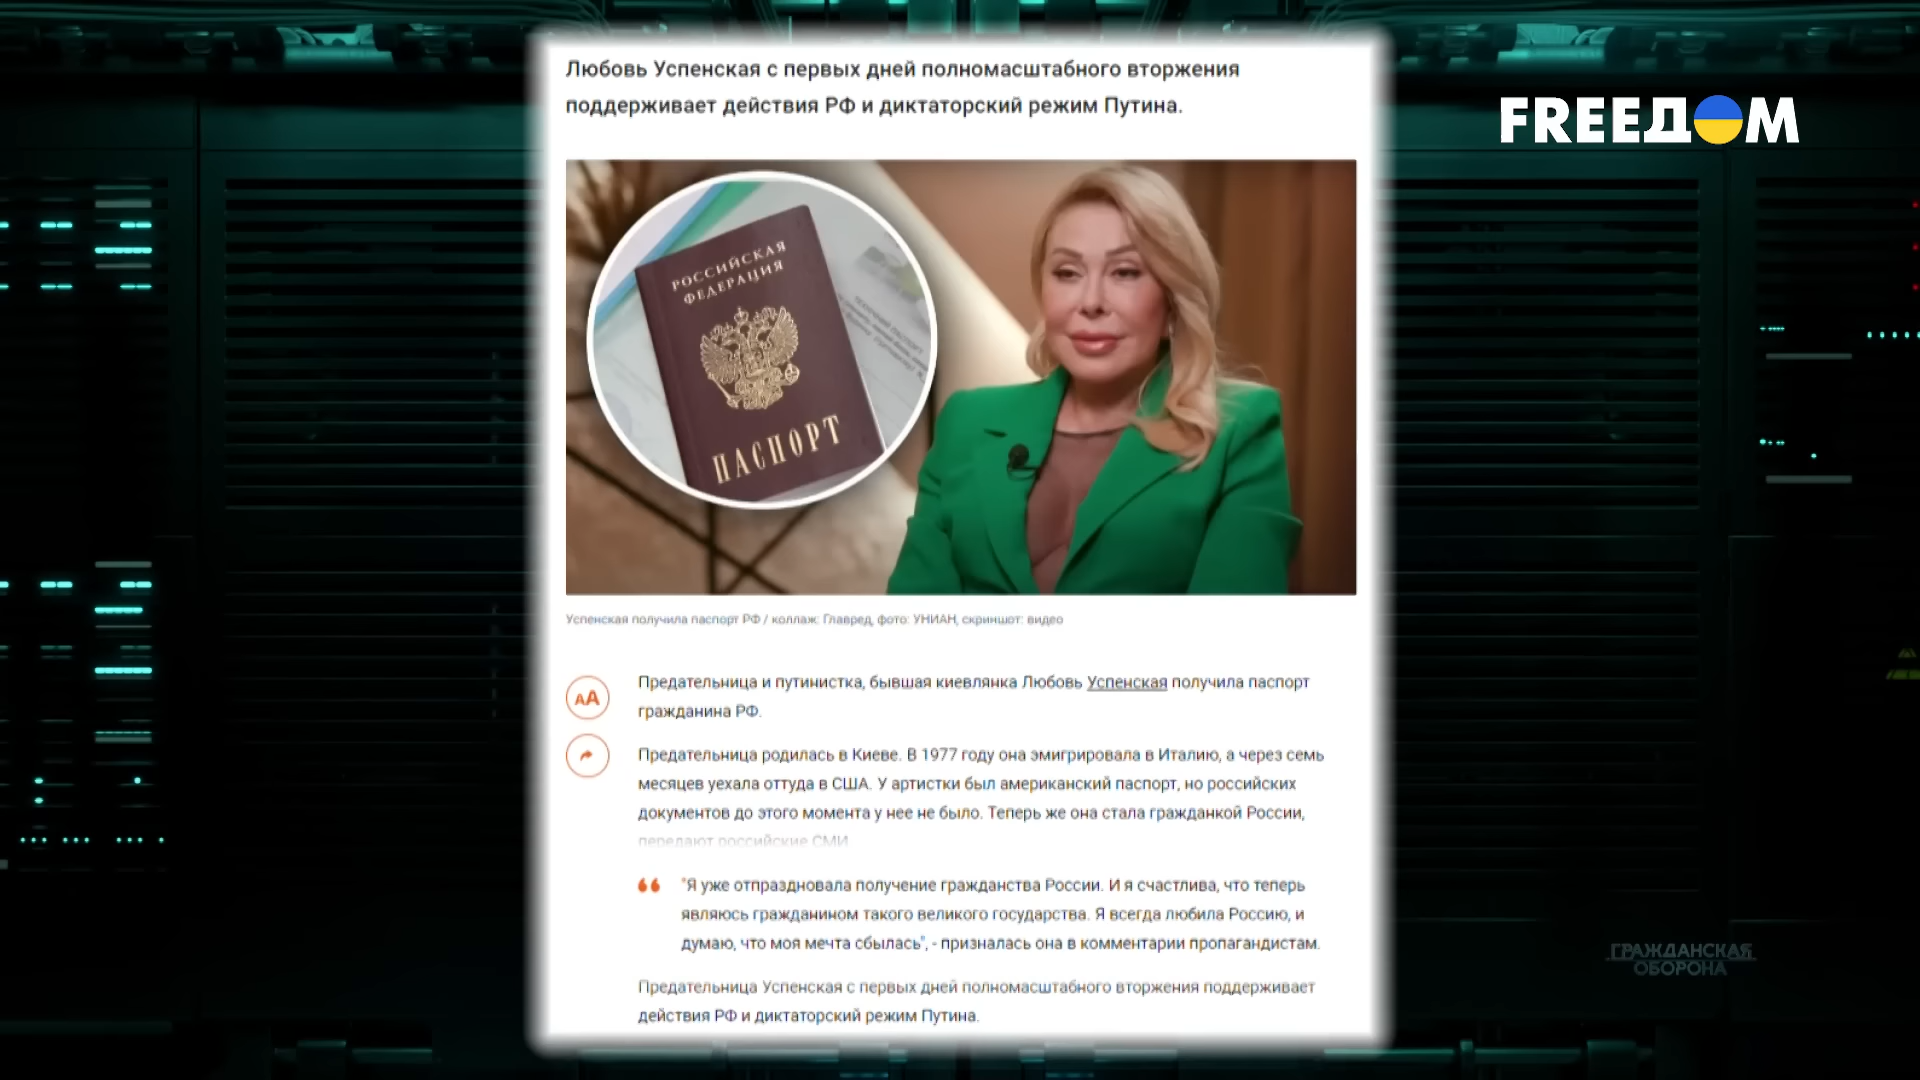 Любовь Успенская с первых дней полномасштабного вторжения
поддерживает действия РФ и диктаторский режим Путина.
FREEДOM
РОССИЙСКАЯ
ФЕДЕРАЦИЯ
ПАСПОРТ
Успенская получила паспорт РФ / коллаж: Главред, фото: УНИАН, скриншот: видео
AA
Предательница и путинистка, бывшая киевлянка Любовь Успенская получила паспорт
гражданина РФ.
Предательница родилась в Киеве. В 1977 году она эмигрировала в Италию, а через семь
месяцев уехала оттуда в США. У артистки был американский паспорт, но российских
документов до этого момента у нее не было. Теперь же она стала гражданкой России,
передают российские СМИ.
"Я уже отпраздновала получение гражданства России. И я счастлива, что теперь
являюсь гражданином такого великого государства. Я всегда любила Россию, и
думаю, что моя мечта сбылась", - призналась она в комментарии пропагандистам.
Предательница Успенская с первых дней полномасштабного вторжения поддерживает
действия РФ и диктаторский режим Путина.
ГРАЖДАНСКАЯ
ОБОРОНА